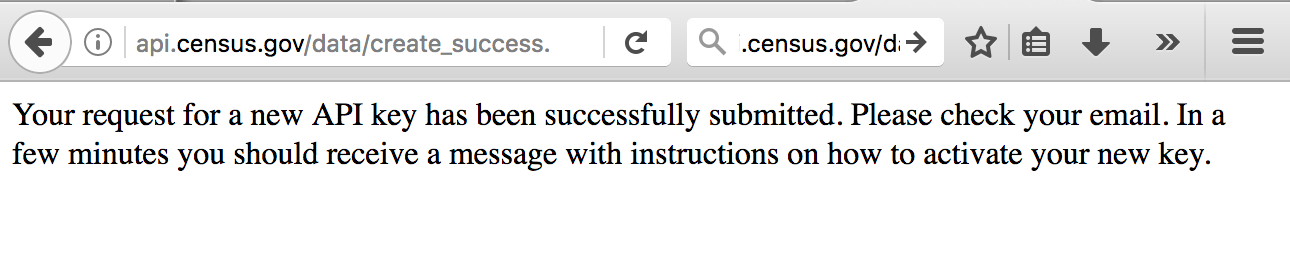 api.census.gov/data/create_success.
.census.gov/d
Your request for a new API key has been successfully submitted. Please check your email. In a
few minutes you should receive a message with instructions on how to activate your new key.